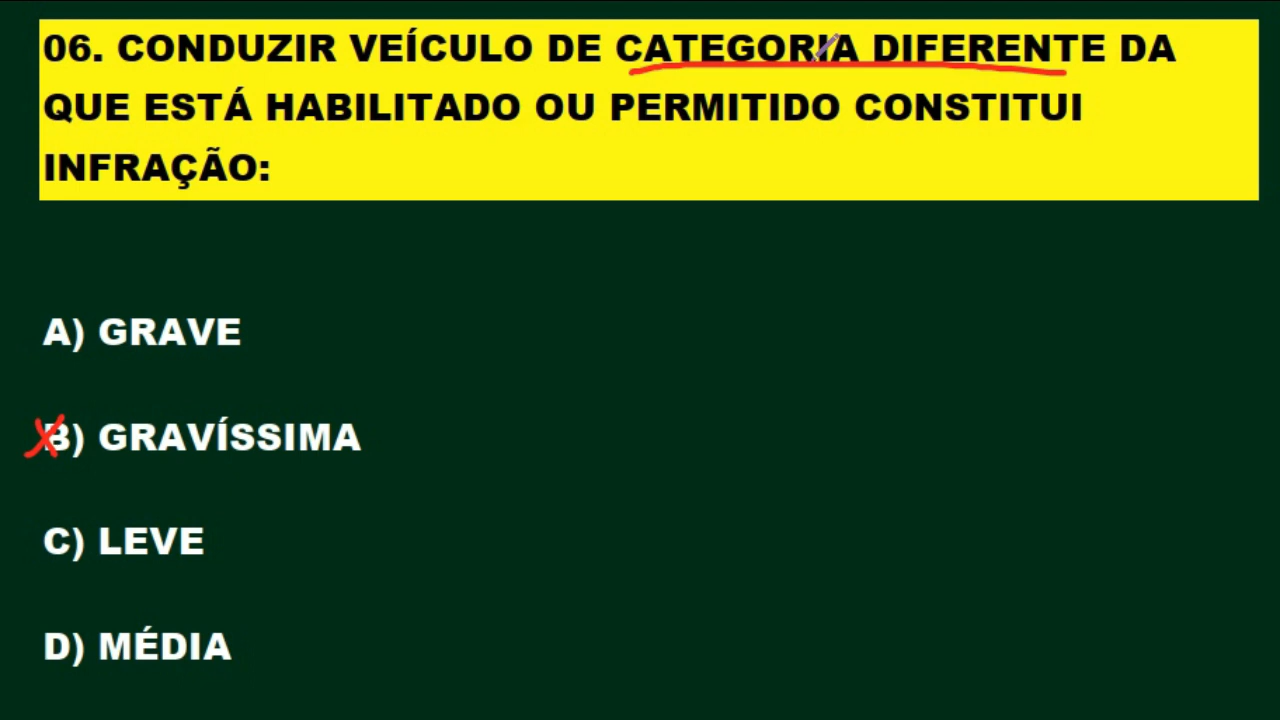 06. CONDUZIR VEÍCULO DE CATEGORIA DIFERENTE DA
QUE ESTÁ HABILITADO OU PERMITIDO CONSTITUI
INFRAÇÃO:
A) GRAVE
B) GRAVÍSSIMA
C) LEVE
D) MÉDIA